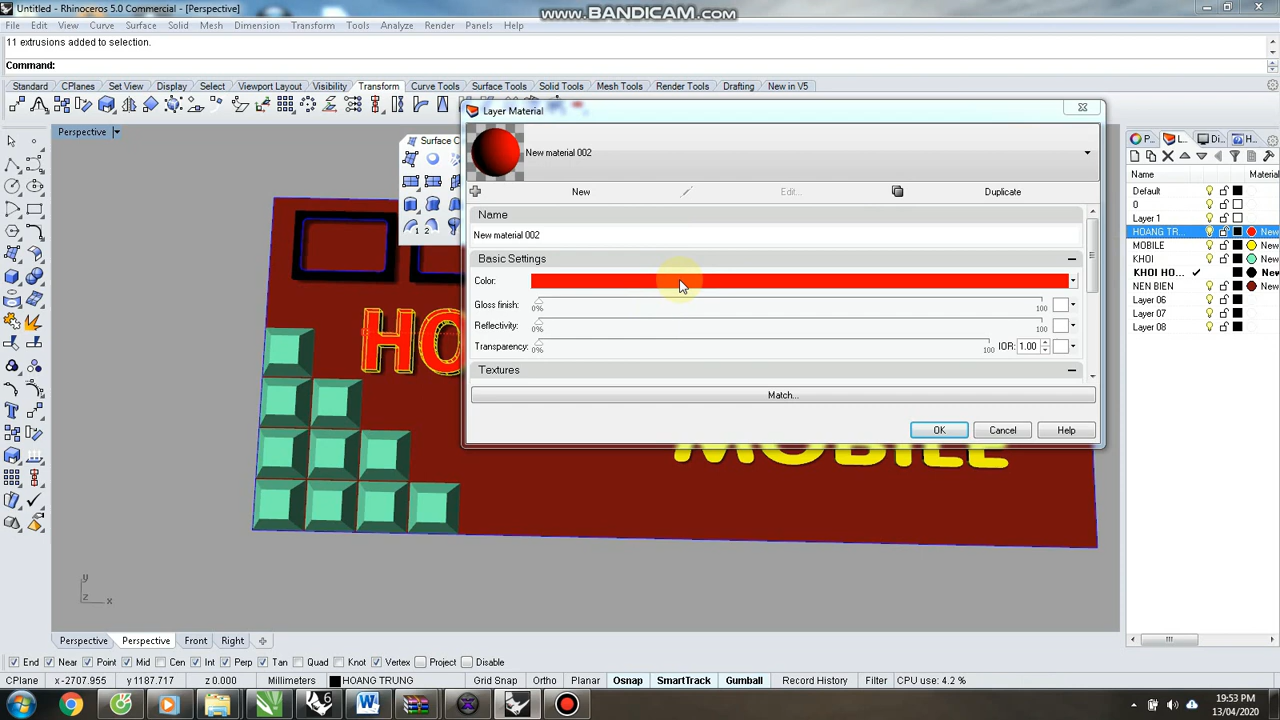 Untitled - Rhinoceros 5.0 Commercial - [Perspective]
www.BANDICAM.com
File Edit View Curve Surface Solid Mesh Dimension Transform Tools Analyze Render Panels Help
11 extrusions added to selection.
Command:
Standard CPlanes Set View Display Select Viewport Layout Visibility Transform Curve Tools Surface Tools Solid Tools Mesh Tools Render Tools Drafting New in V5
Perspective
Surface C
Layer Material
New material 002
New Edit... Duplicate
Name
New material 002
Basic Settings
Color:
Gloss finish: 0% 100
Reflectivity: 0% 100
Transparency: 0% 100 IOR: 1.00
Textures
Match...
OK Cancel Help
P... L... Di... H...
Name Material
Default
0
Layer 1
HOANG TR... New
MOBILE New
KHOI New
KHOI HO... New
NEN BIEN New
Layer 06
Layer 07
Layer 08
HO
MOBILE
y
z x
Perspective Perspective Front Right
End Near Point Mid Cen Int Perp Tan Quad Knot Vertex Project Disable
CPlane x -2707.955 y 1187.717 z 0.000 Millimeters HOANG TRUNG Grid Snap Ortho Planar Osnap SmartTrack Gumball Record History Filter CPU use: 4.2 %
19:53 PM
13/04/2020